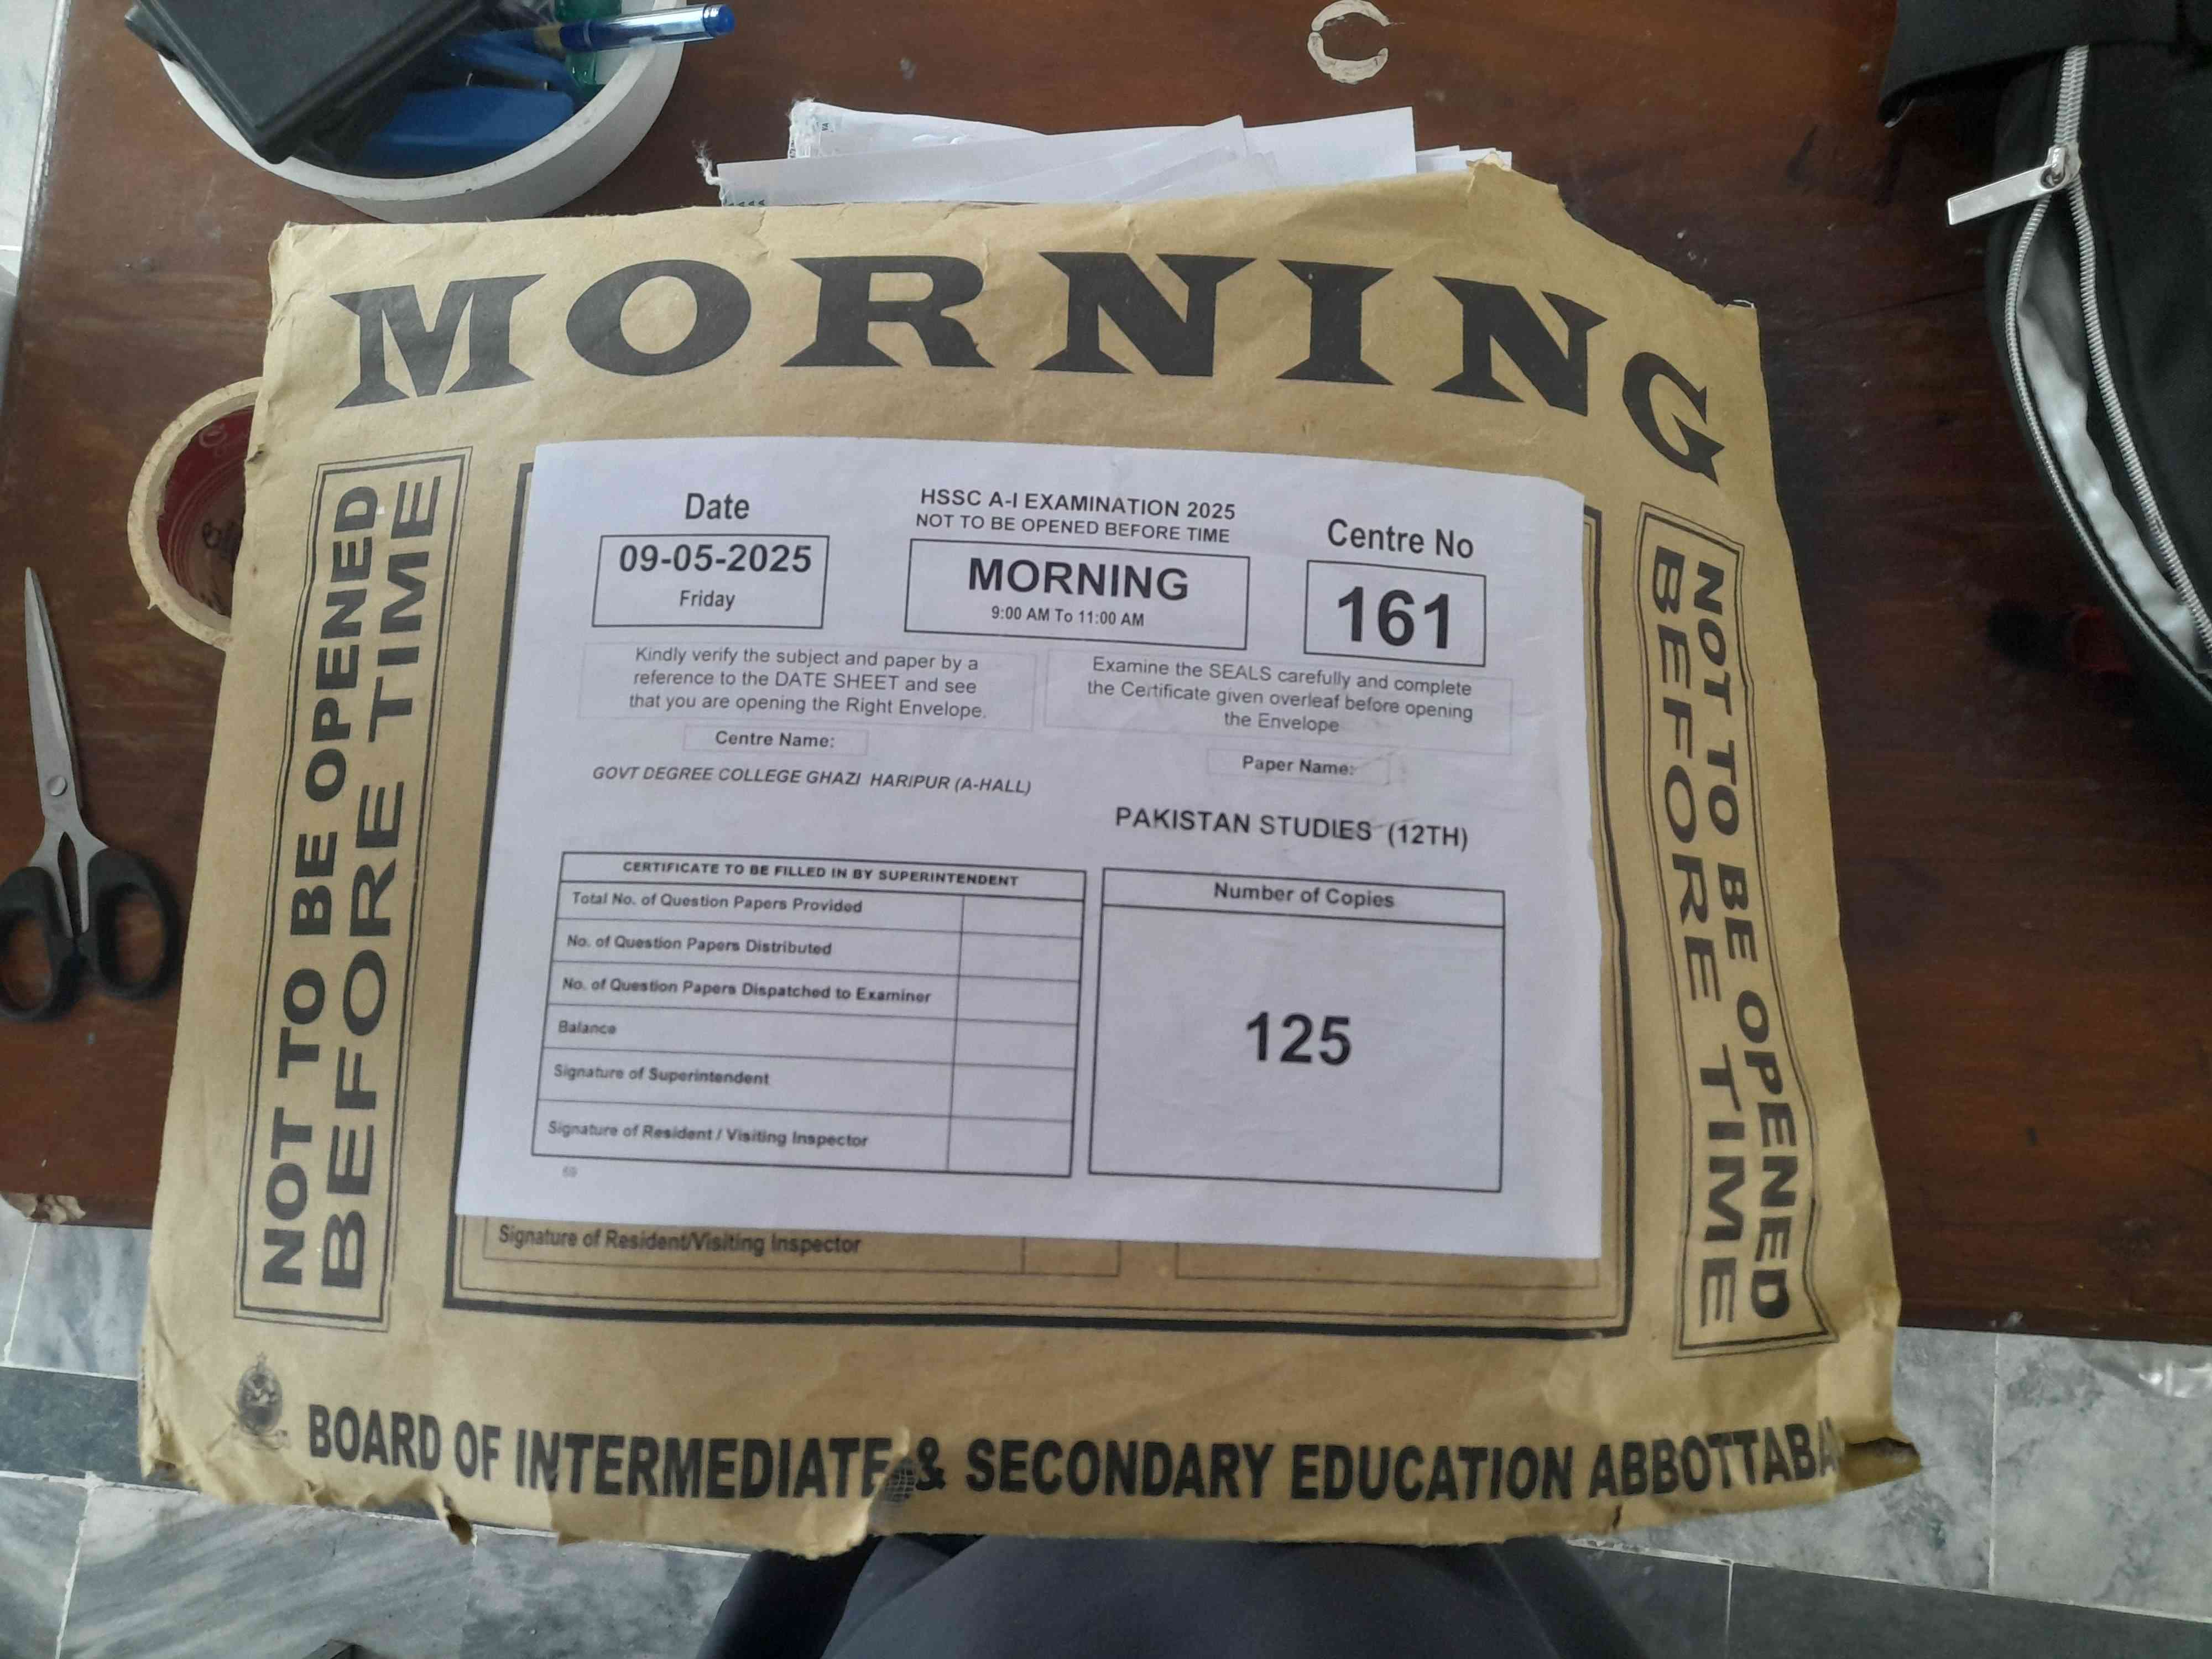 MORNING
NOT TO BE OPENED
BEFORE TIME
Date
09-05-2025
Friday
HSSC A-I EXAMINATION 2025
NOT TO BE OPENED BEFORE TIME
MORNING
9:00 AM To 11:00 AM
Centre No
161
Kindly verify the subject and paper by a
reference to the DATE SHEET and see
that you are opening the Right Envelope.
Examine the SEALS carefully and complete
the Certificate given overleaf before opening
the Envelope
Centre Name:
GOVT DEGREE COLLEGE GHAZI HARIPUR (A-HALL)
Paper Name:
PAKISTAN STUDIES (12TH)
CERTIFICATE TO BE FILLED IN BY SUPERINTENDENT
Total No. of Question Papers Provided
No. of Question Papers Distributed
No. of Question Papers Dispatched to Examiner
Balance
Signature of Superintendent
Signature of Resident / Visiting Inspector
Number of Copies
125
Signature of Resident/Visiting Inspector
NOT TO BE OPENED
BEFORE TIME
BOARD OF INTERMEDIATE & SECONDARY EDUCATION ABBOTTABA